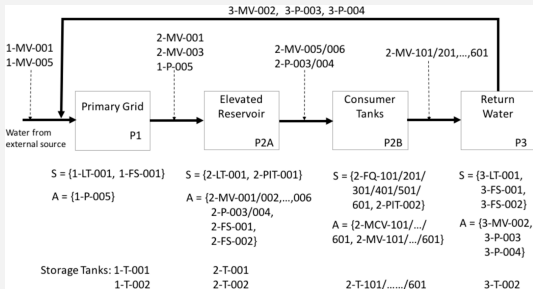 3-MV-002, 3-P-003, 3-P-004
1-MV-001
1-MV-005
2-MV-001
2-MV-003
1-P-005
2-MV-005/006
2-P-003/004
2-MV-101/201,...,601
Water from
external source
Primary Grid
P1
Elevated
Reservoir
P2A
Consumer
Tanks
P2B
Return
Water
P3
S = {1-LT-001, 1-FS-001}
A = {1-P-005}
S = {2-LT-001, 2-PIT-001}
A = {2-MV-001/002,...,006
2-P-003/004,
2-FS-001,
2-FS-002}
S = {2-FQ-101/201/
301/401/501/
601, 2-PIT-002}
A = {2-MCV-101/.../
601, 2-MV-101/.../601}
S = {3-LT-001,
3-FS-001,
3-FS-002}
A = {3-MV-002,
3-P-003
3-P-004}
Storage Tanks: 1-T-001
1-T-002
2-T-001
2-T-002
2-T-101/....../601
3-T-002